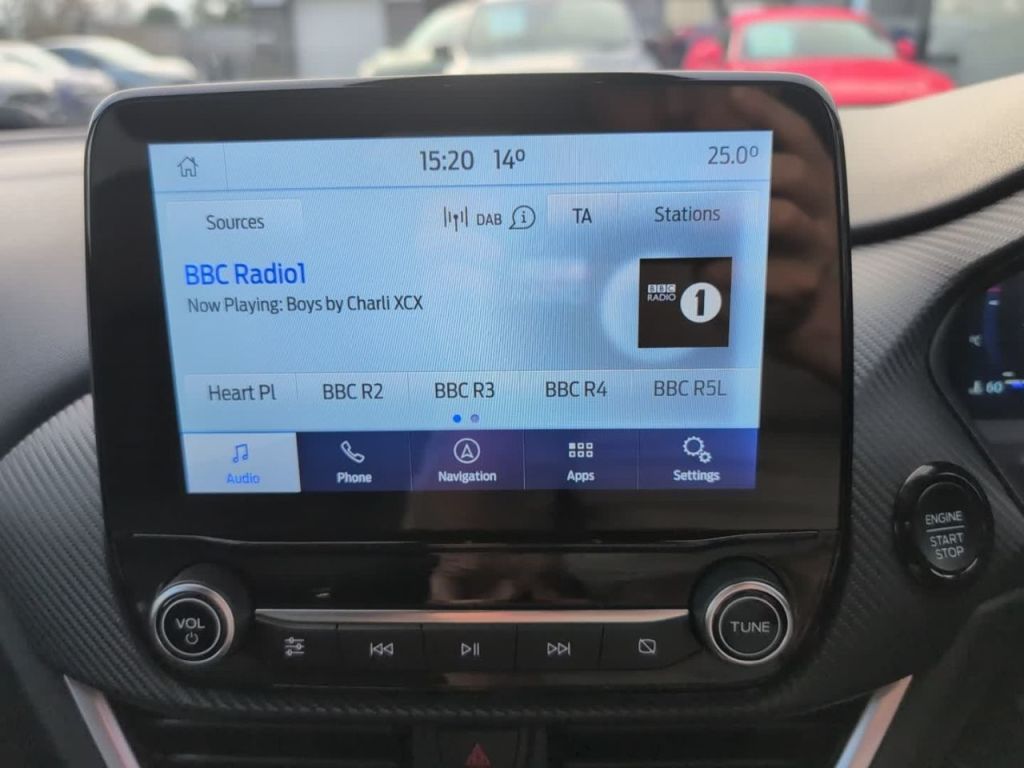 15:20 14º 25.0º
Sources DAB i TA Stations
BBC Radio1
Now Playing: Boys by Charli XCX
BBC
RADIO 1
Heart Pl BBC R2 BBC R3 BBC R4 BBC R5L
Audio Phone Navigation Apps Settings
60
ENGINE
START
STOP
VOL
TUNE